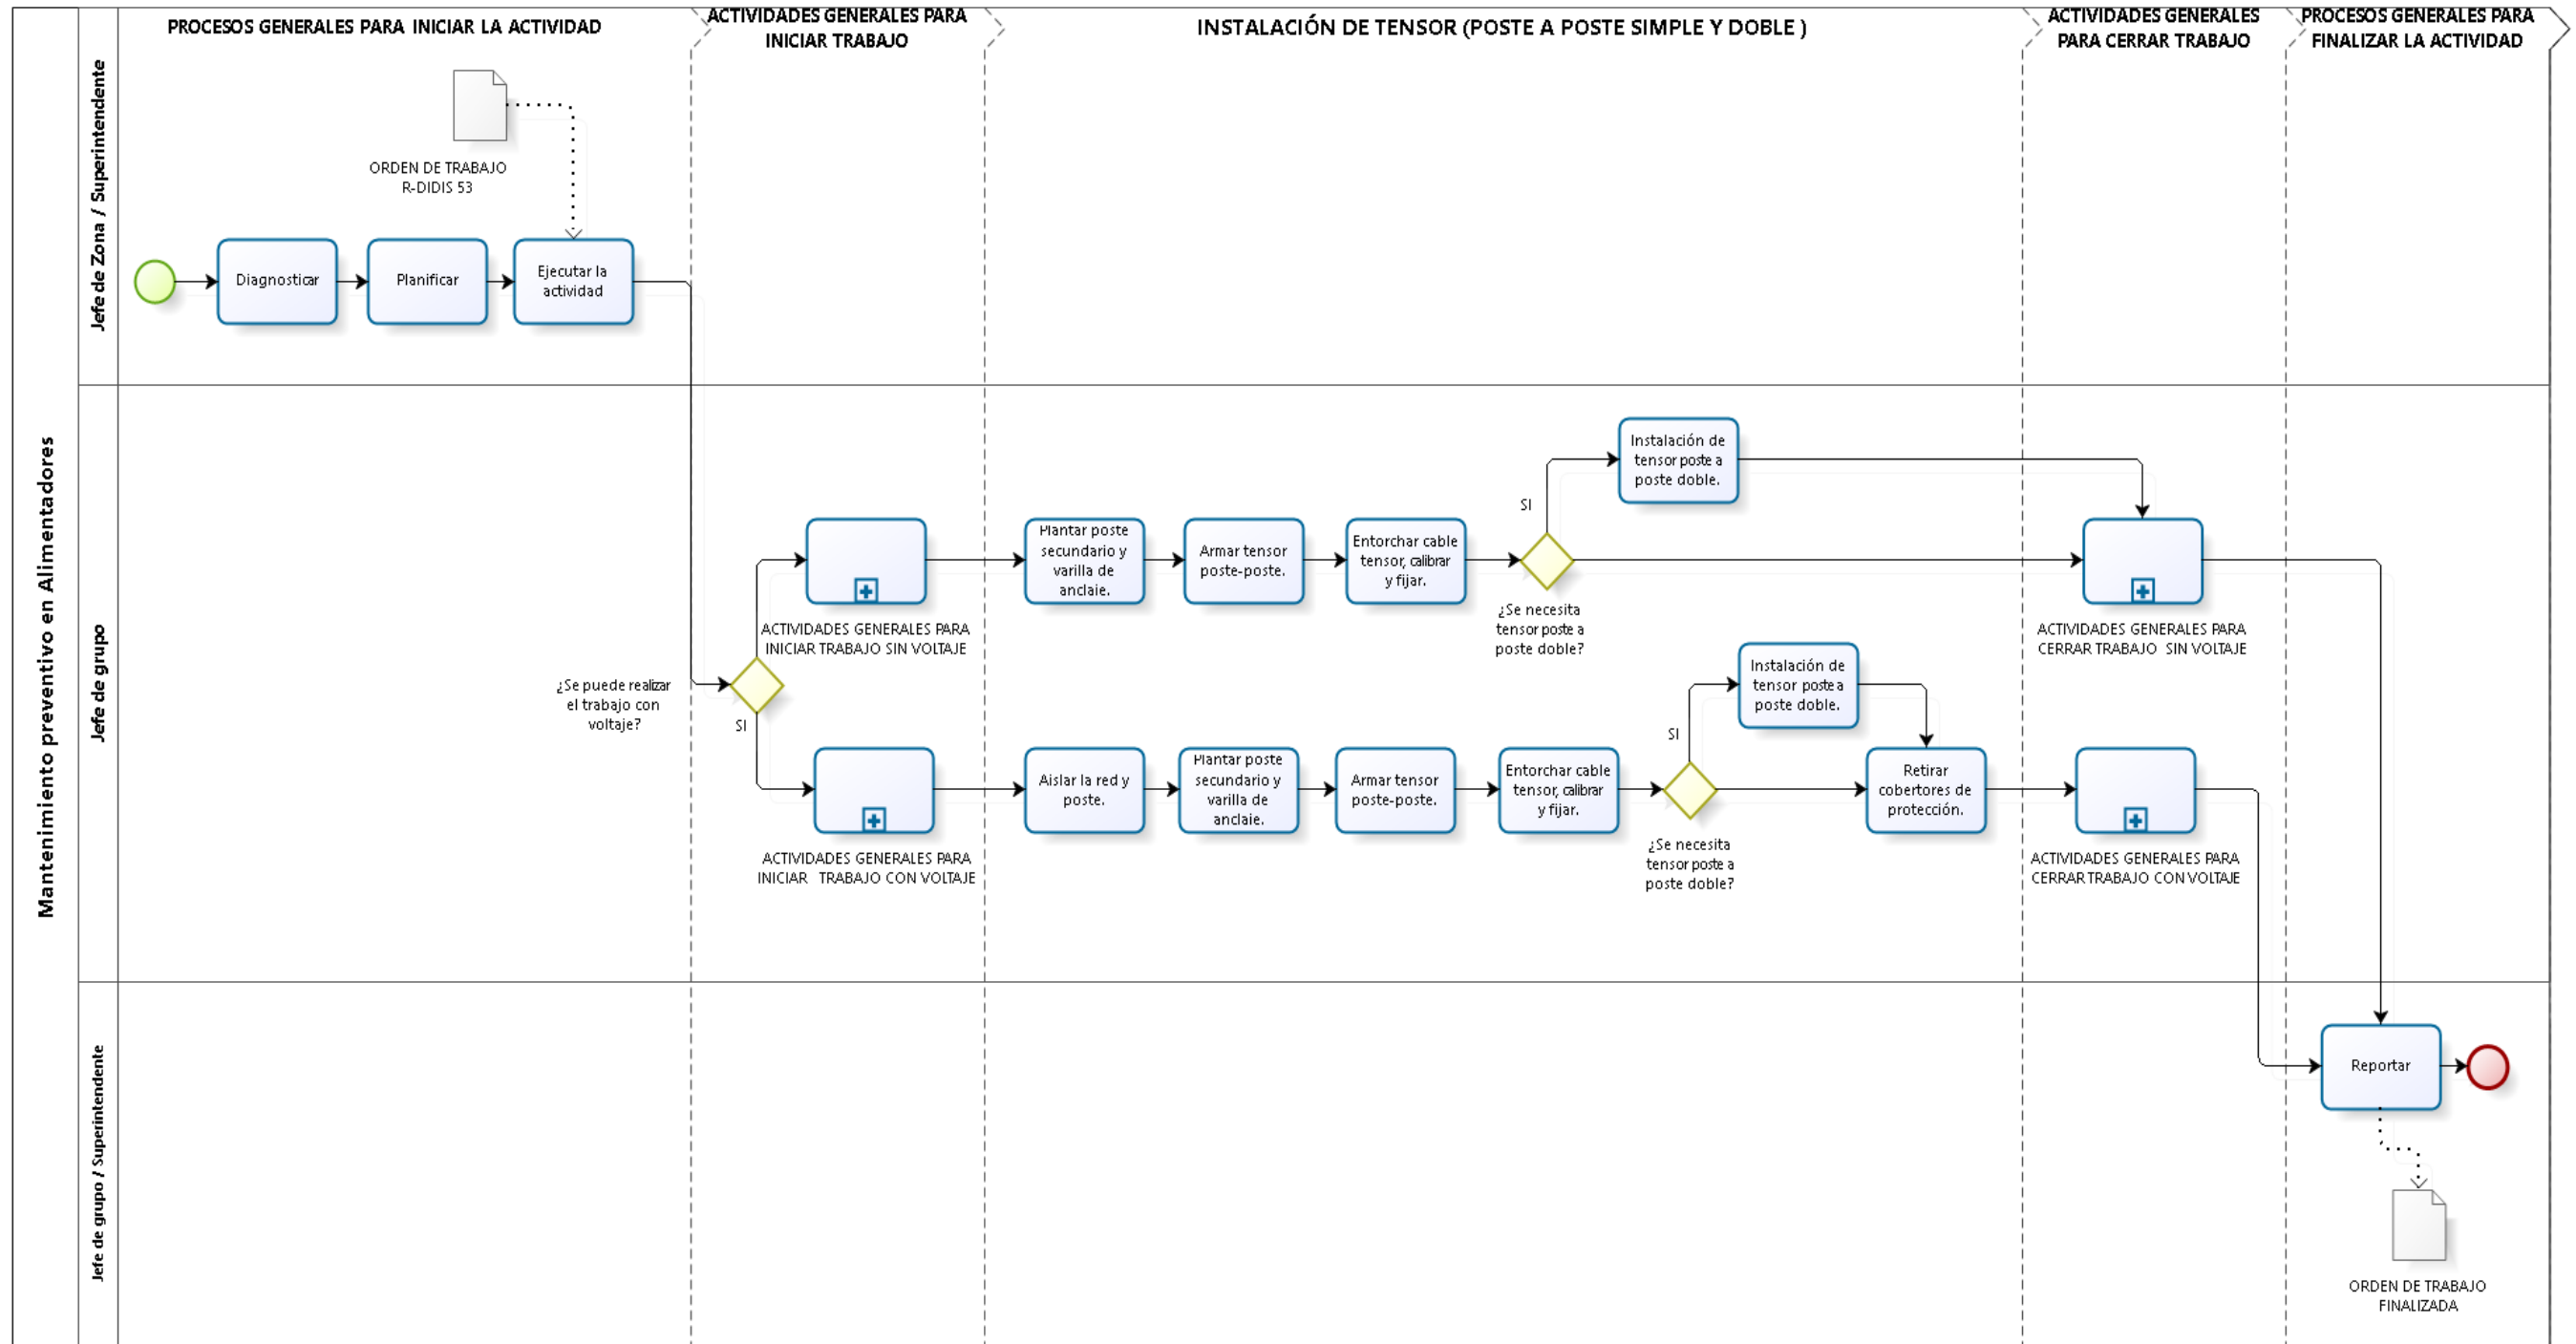 PROCESOS GENERALES PARA INICIAR LA ACTIVIDAD
ACTIVIDADES GENERALES PARA
INICIAR TRABAJO
INSTALACIÓN DE TENSOR (POSTE A POSTE SIMPLE Y DOBLE )
ACTIVIDADES GENERALES
PARA CERRAR TRABAJO
PROCESOS GENERALES PARA
FINALIZAR LA ACTIVIDAD
Mantenimiento preventivo en Alimentadores
Jefe de Zona / Superintendente
ORDEN DE TRABAJO
R-DIDIS 53
Diagnosticar
Planificar
Ejecutar la
actividad
Jefe de grupo
¿Se puede realizar
el trabajo con
voltaje?
SI
ACTIVIDADES GENERALES PARA
INICIAR TRABAJO SIN VOLTAJE
Plantar poste
secundario y
varilla de
anclaje.
Armar tensor
poste-poste.
Entorchar cable
tensor, calibrar
y fijar.
¿Se necesita
tensor poste a
poste doble?
SI
Instalación de
tensor poste a
poste doble.
ACTIVIDADES GENERALES PARA
CERRAR TRABAJO SIN VOLTAJE
ACTIVIDADES GENERALES PARA
INICIAR TRABAJO CON VOLTAJE
Aislar la red y
poste.
Plantar poste
secundario y
varilla de
anclaje.
Armar tensor
poste-poste.
Entorchar cable
tensor, calibrar
y fijar.
¿Se necesita
tensor poste a
poste doble?
SI
Instalación de
tensor poste a
poste doble.
Retirar
cobertores de
protección.
ACTIVIDADES GENERALES PARA
CERRAR TRABAJO CON VOLTAJE
Jefe de grupo / Superintendente
Reportar
ORDEN DE TRABAJO
FINALIZADA